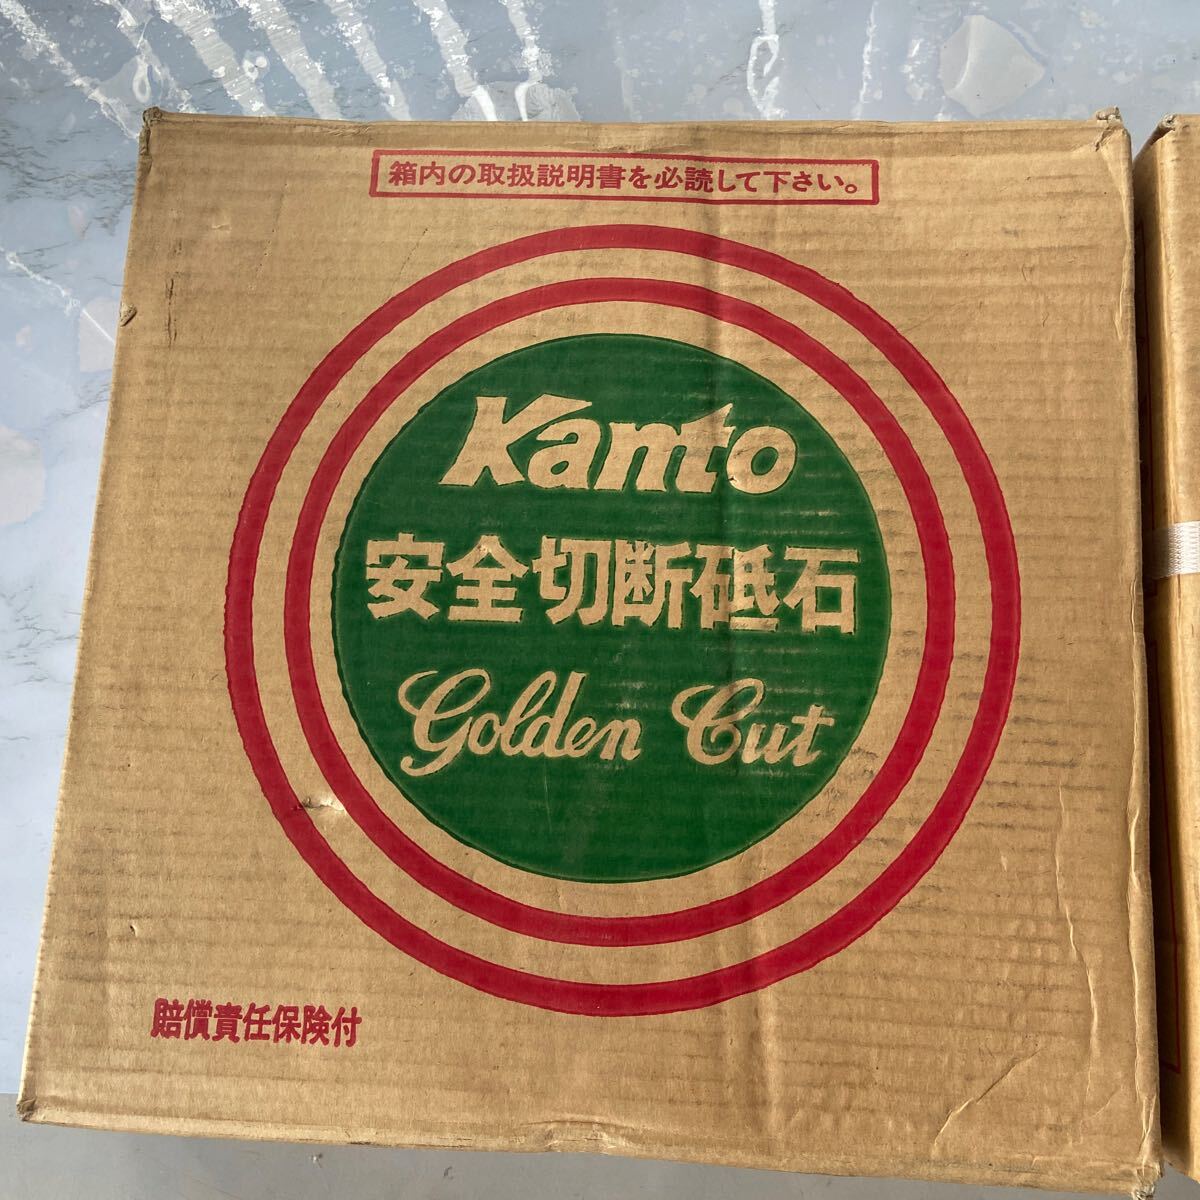 箱内の取扱説明書を必読して下さい。
Kanto
安全切断砥石
Golden Cut
賠償責任保険付